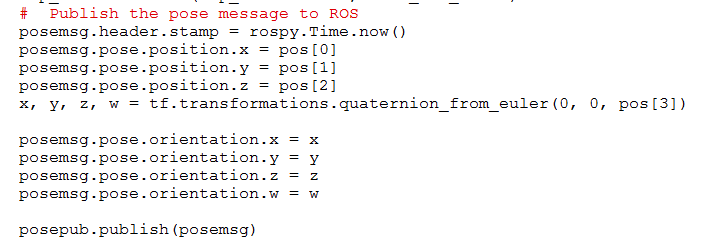 #  Publish the pose message to ROS
posemsg.header.stamp = rospy.Time.now()
posemsg.pose.position.x = pos[0]
posemsg.pose.position.y = pos[1]
posemsg.pose.position.z = pos[2]
x, y, z, w = tf.transformations.quaternion_from_euler(0, 0, pos[3])
posemsg.pose.orientation.x = x
posemsg.pose.orientation.y = y
posemsg.pose.orientation.z = z
posemsg.pose.orientation.w = w
posepub.publish(posemsg)